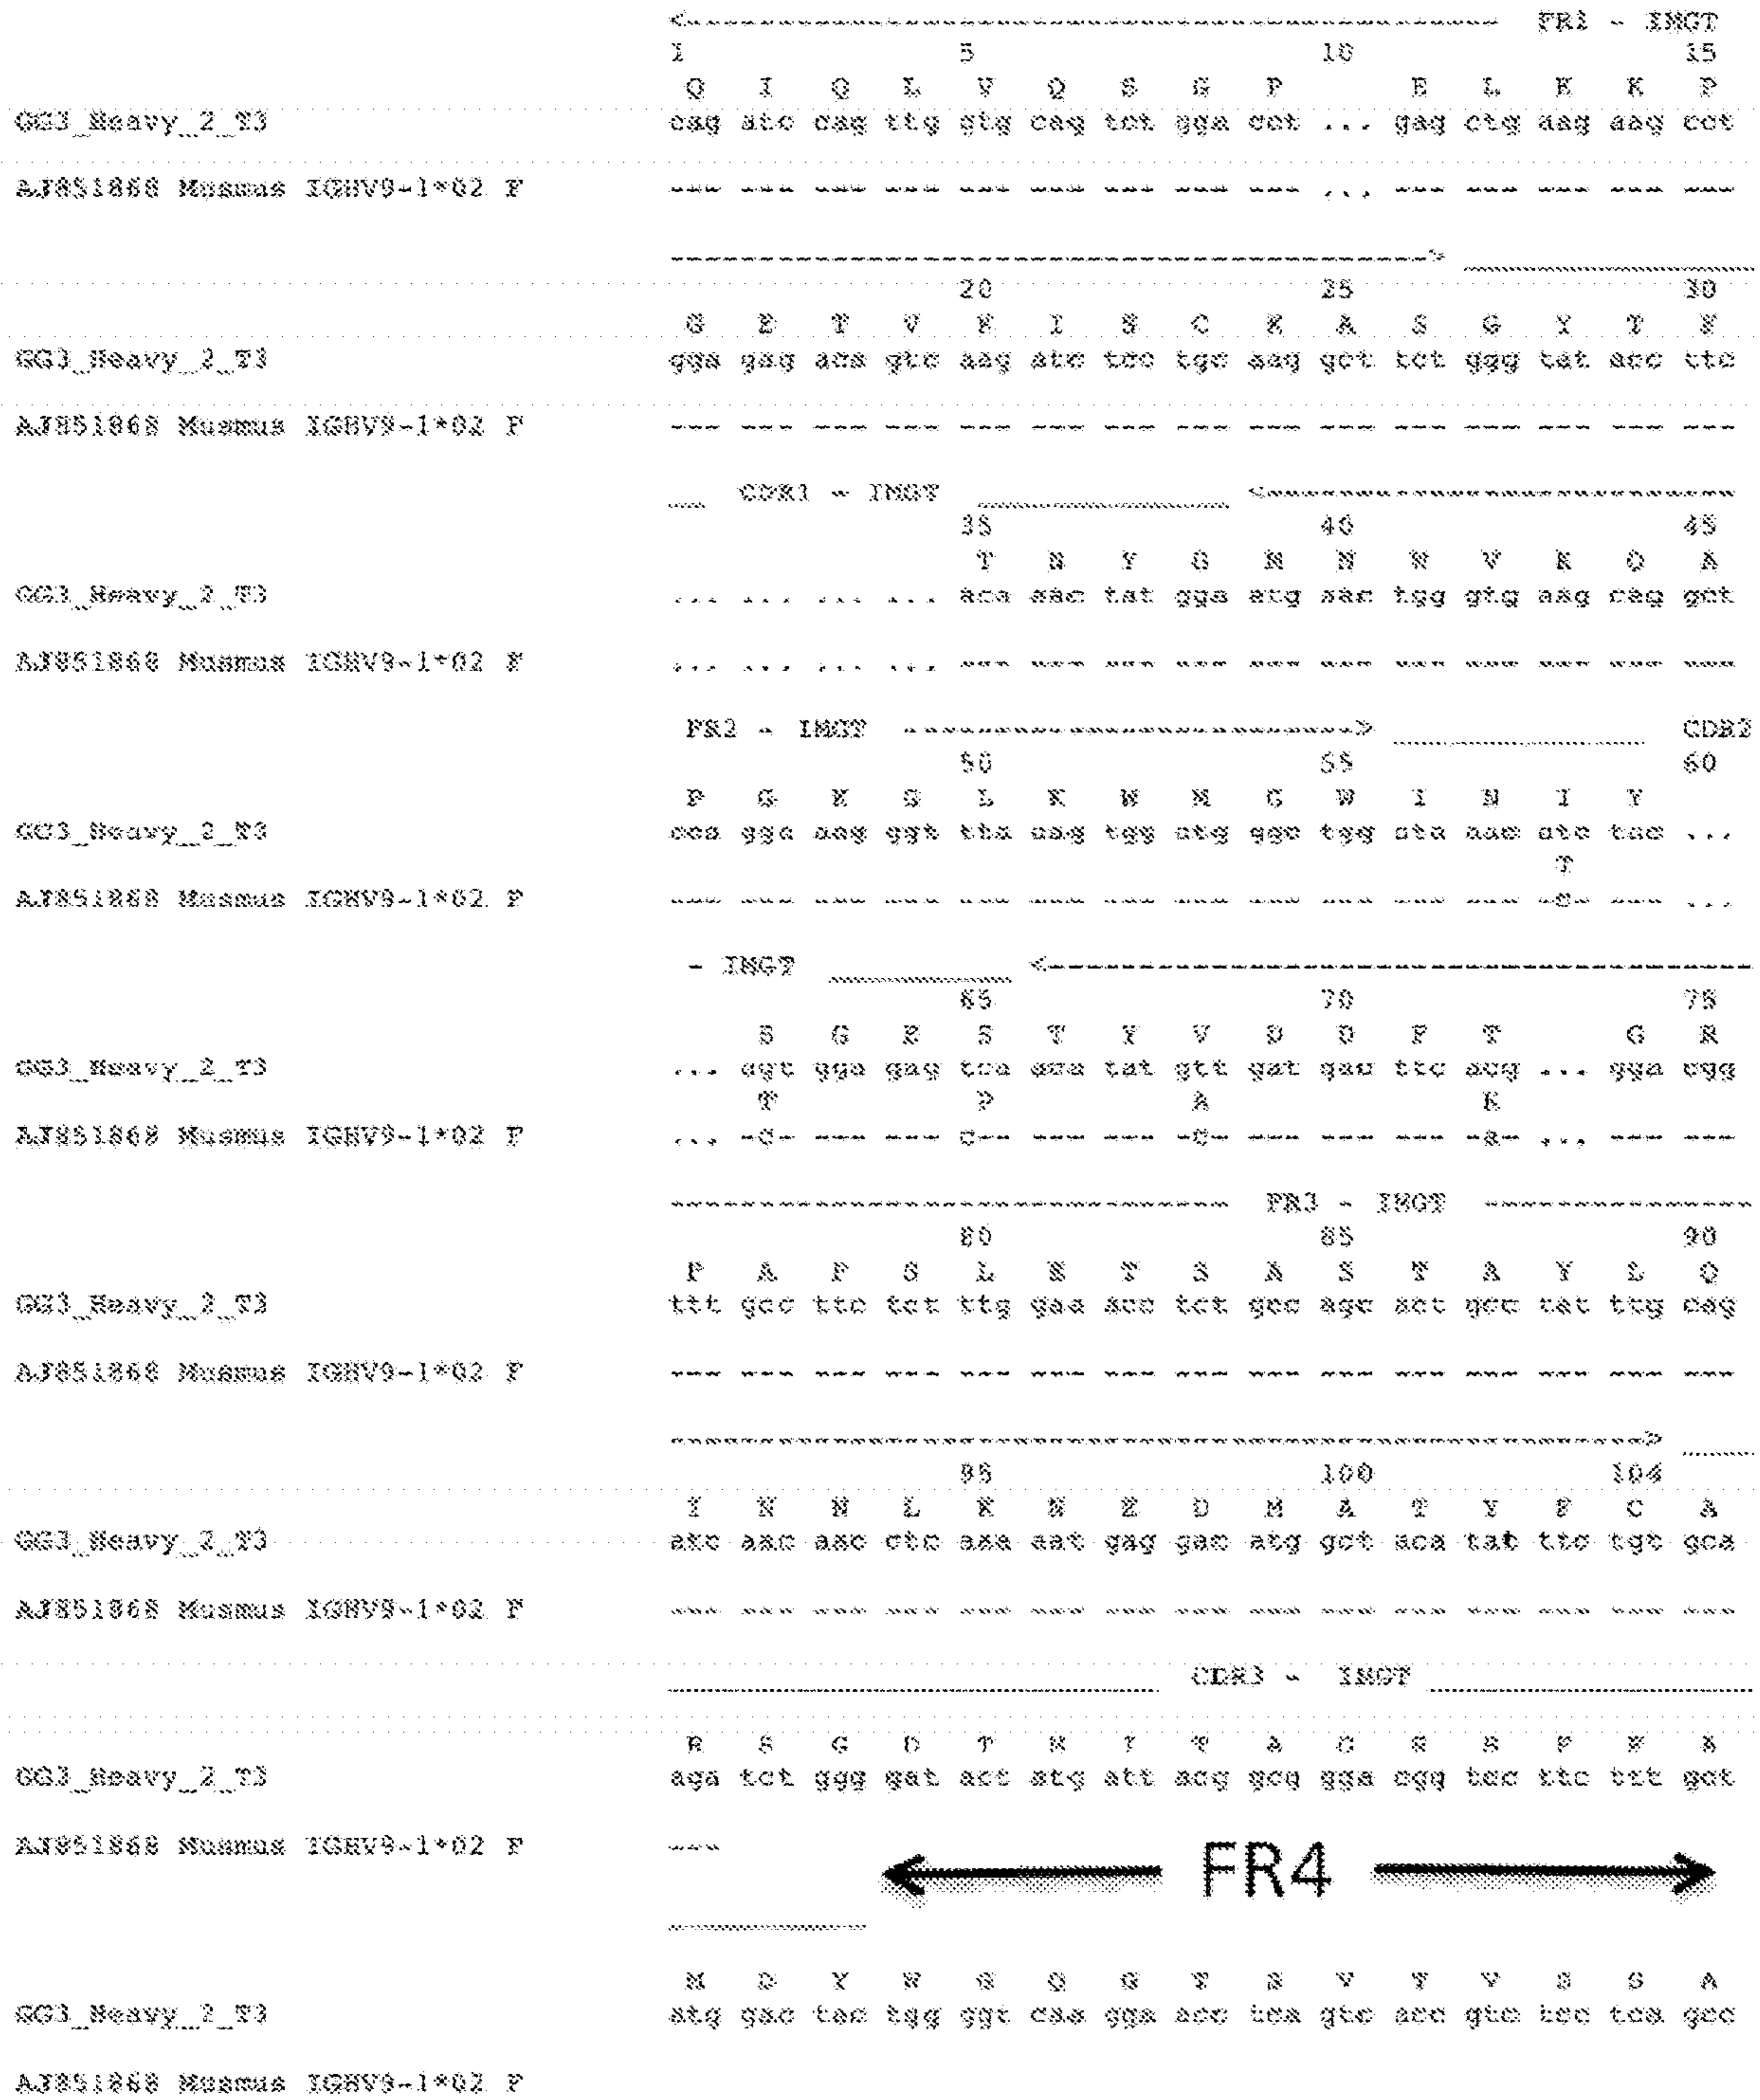 <------------------------------------ FR1 - IMGT
1 5 10 15
Q I Q L V Q S G P E L K K P
GG3_Heavy_2_T3 cag atc cag ttg gtg cag tct gga cct ... gag ctg aag aag cct
AJ851868 Musmus IGHV9-1*02 F --- --- --- --- --- --- --- --- --- ... --- --- --- --- ---
------------------------------------> ____________
20 25 30
G E T V K I S C K A S G Y T F
GG3_Heavy_2_T3 gga gag aca gtc aag atc tcc tgc aag gct tct ggg tat acc ttc
AJ851868 Musmus IGHV9-1*02 F --- --- --- --- --- --- --- --- --- --- --- --- --- --- ---
__ CDR1 - IMGT ___________ <--------------------
35 40 45
T N Y G M N W V K Q A
GG3_Heavy_2_T3 ... ... ... ... aca aac tat gga atg aac tgg gtg aag cag gct
AJ851868 Musmus IGHV9-1*02 F ... ... ... ... --- --- --- --- --- --- --- --- --- --- ---
FR2 - IMGT --------------------> ___________ CDR2
50 55 60
P G K G L K W M G W I N I Y
GG3_Heavy_2_T3 cca gga aag ggt tta aag tgg atg ggc tgg ata aac atc tac ...
T
AJ851868 Musmus IGHV9-1*02 F --- --- --- --- --- --- --- --- --- --- --- --- -c- --- ...
- IMGT ________ <------------------------------
65 70 75
S G E S T Y V D D F T G R
GG3_Heavy_2_T3 ... agt gga gag tca aca tat gtt gat gac ttc acg ... gga cgg
T P A K
AJ851868 Musmus IGHV9-1*02 F ... -c- --- --- c-- --- --- -c- --- --- --- -a- ... --- ---
------------------------- FR3 - IMGT ------------
80 85 90
F A F S L E T S A S T A Y L Q
GG3_Heavy_2_T3 ttt gcc ttc tct ttg gaa acc tct gcc agc act gcc tat ttg cag
AJ851868 Musmus IGHV9-1*02 F --- --- --- --- --- --- --- --- --- --- --- --- --- --- ---
--------------------------------------------> ___
95 100 104
I N N L K N E D M A T Y F C A
GG3_Heavy_2_T3 atc aac aac ctc aaa aat gag gac atg gct aca tat ttc tgt gca
AJ851868 Musmus IGHV9-1*02 F --- --- --- --- --- --- --- --- --- --- --- --- --- --- ---
______________________ CDR3 - IMGT ______________
R S G D T M I T A G R S F F A
GG3_Heavy_2_T3 aga tct ggg gat act atg att acg gcg gga cgg tcc ttc ttt gct
AJ851868 Musmus IGHV9-1*02 F ---
FR4
_________
M D Y W G Q G T S V T V S S A
GG3_Heavy_2_T3 atg gac tac tgg ggt caa gga acc tca gtc acc gtc tcc tca gcc
AJ851868 Musmus IGHV9-1*02 F